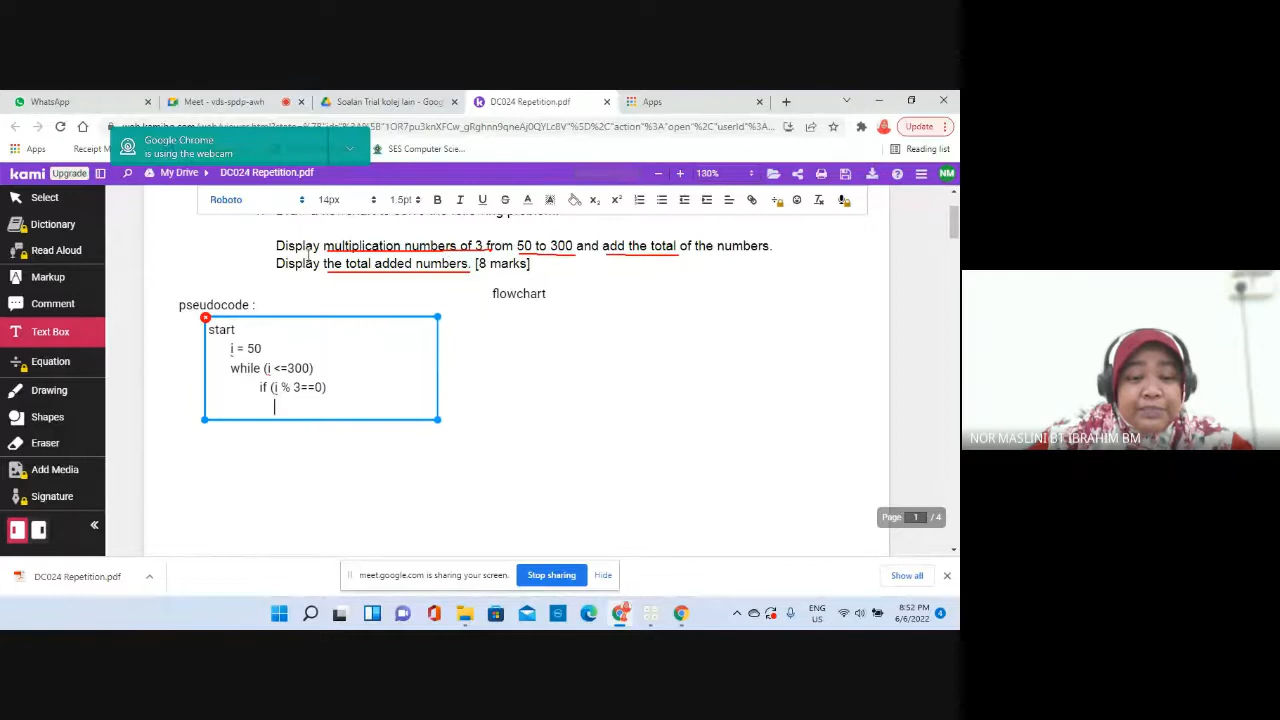 WhatsApp
Meet - vds-spdp-awh
Soalan Trial kolej lain - Goog
DC024 Repetition.pdf
Apps
Google Chrome
is using the webcam
Update
Apps
Receipt M
SES Computer Scie...
Reading list
kami
Upgrade
My Drive
DC024 Repetition.pdf
130%
NM
Select
Roboto
14px
1.5pt
Dictionary
Read Aloud
Markup
Comment
Text Box
Equation
Drawing
Shapes
Eraser
Add Media
Signature
Display multiplication numbers of 3 from 50 to 300 and add the total of the numbers.
Display the total added numbers. [8 marks]
flowchart
pseudocode :
start
i = 50
while (i <=300)
if (i % 3==0)
Page 1 / 4
NOR MASLINI BT IBRAHIM BM
DC024 Repetition.pdf
meet.google.com is sharing your screen.
Stop sharing
Hide
Show all
ENG
US
8:52 PM
6/6/2022
4